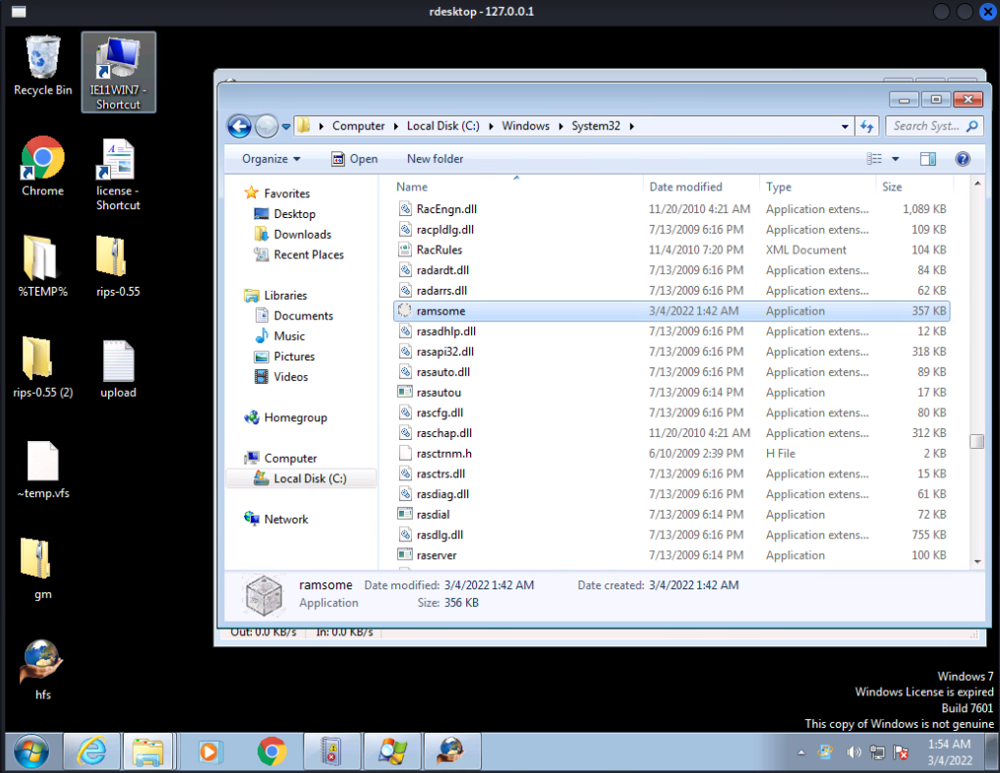 rdesktop - 127.0.0.1
Recycle Bin
IE11WIN7 -
Shortcut
Chrome
license -
Shortcut
%TEMP%
rips-0.55
rips-0.55 (2)
upload
~temp.vfs
gm
hfs
Computer
Local Disk (C:)
Windows
System32
Search Syst...
Organize
Open
New folder
Favorites
Desktop
Downloads
Recent Places
Libraries
Documents
Music
Pictures
Videos
Homegroup
Computer
Local Disk (C:)
Network
Name Date modified Type Size
RacEngn.dll 11/20/2010 4:21 AM Application extens... 1,089 KB
racpldlg.dll 7/13/2009 6:16 PM Application extens... 109 KB
RacRules 11/4/2010 7:20 PM XML Document 104 KB
radardt.dll 7/13/2009 6:16 PM Application extens... 84 KB
radarrs.dll 7/13/2009 6:16 PM Application extens... 62 KB
ramsome 3/4/2022 1:42 AM Application 357 KB
rasadhlp.dll 7/13/2009 6:16 PM Application extens... 12 KB
rasapi32.dll 7/13/2009 6:16 PM Application extens... 318 KB
rasauto.dll 7/13/2009 6:16 PM Application extens... 89 KB
rasautou 7/13/2009 6:14 PM Application 17 KB
rascfg.dll 7/13/2009 6:16 PM Application extens... 80 KB
raschap.dll 11/20/2010 4:21 AM Application extens... 312 KB
rasctrnm.h 6/10/2009 2:39 PM H File 2 KB
rasctrs.dll 7/13/2009 6:16 PM Application extens... 15 KB
rasdiag.dll 7/13/2009 6:16 PM Application extens... 61 KB
rasdial 7/13/2009 6:14 PM Application 72 KB
rasdlg.dll 7/13/2009 6:16 PM Application extens... 755 KB
raserver 7/13/2009 6:14 PM Application 100 KB
ramsome Date modified: 3/4/2022 1:42 AM Date created: 3/4/2022 1:42 AM
Application Size: 356 KB
Out: 0.0 KB/s In: 0.0 KB/s
Windows 7
Windows License is expired
Build 7601
This copy of Windows is not genuine
1:54 AM
3/4/2022